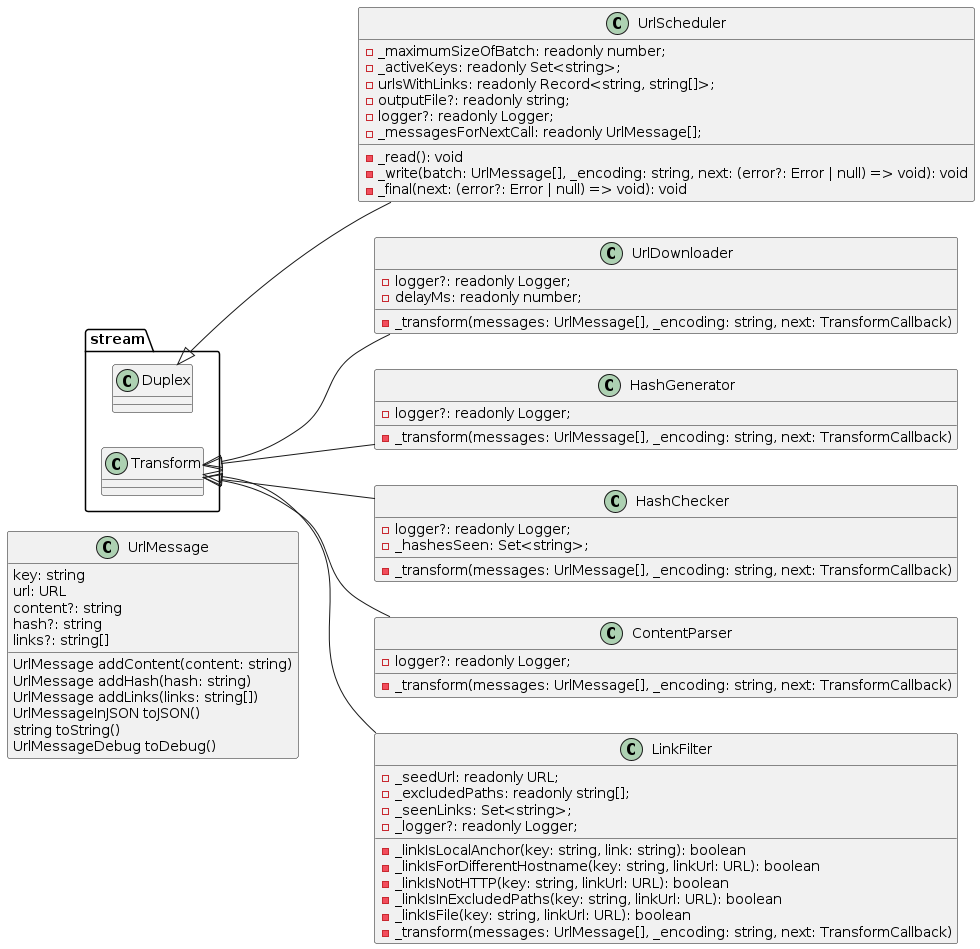 C UrlScheduler
_maximumSizeOfBatch: readonly number;
_activeKeys: readonly Set<string>;
urlsWithLinks: readonly Record<string, string[]>;
outputFile?: readonly string;
logger?: readonly Logger;
_messagesForNextCall: readonly UrlMessage[];
_read(): void
_write(batch: UrlMessage[], _encoding: string, next: (error?: Error | null) => void): void
_final(next: (error?: Error | null) => void): void
C UrlDownloader
logger?: readonly Logger;
delayMs: readonly number;
_transform(messages: UrlMessage[], _encoding: string, next: TransformCallback)
stream
C Duplex
C Transform
C HashGenerator
logger?: readonly Logger;
_transform(messages: UrlMessage[], _encoding: string, next: TransformCallback)
C HashChecker
logger?: readonly Logger;
_hashesSeen: Set<string>;
_transform(messages: UrlMessage[], _encoding: string, next: TransformCallback)
C UrlMessage
key: string
url: URL
content?: string
hash?: string
links?: string[]
UrlMessage addContent(content: string)
UrlMessage addHash(hash: string)
UrlMessage addLinks(links: string[])
UrlMessageInJSON toJSON()
string toString()
UrlMessageDebug toDebug()
C ContentParser
logger?: readonly Logger;
_transform(messages: UrlMessage[], _encoding: string, next: TransformCallback)
C LinkFilter
_seedUrl: readonly URL;
_excludedPaths: readonly string[];
_seenLinks: Set<string>;
_logger?: readonly Logger;
_linkIsLocalAnchor(key: string, link: string): boolean
_linkIsForDifferentHostname(key: string, linkUrl: URL): boolean
_linkIsNotHTTP(key: string, linkUrl: URL): boolean
_linkIsInExcludedPaths(key: string, linkUrl: URL): boolean
_linkIsFile(key: string, linkUrl: URL): boolean
_transform(messages: UrlMessage[], _encoding: string, next: TransformCallback)